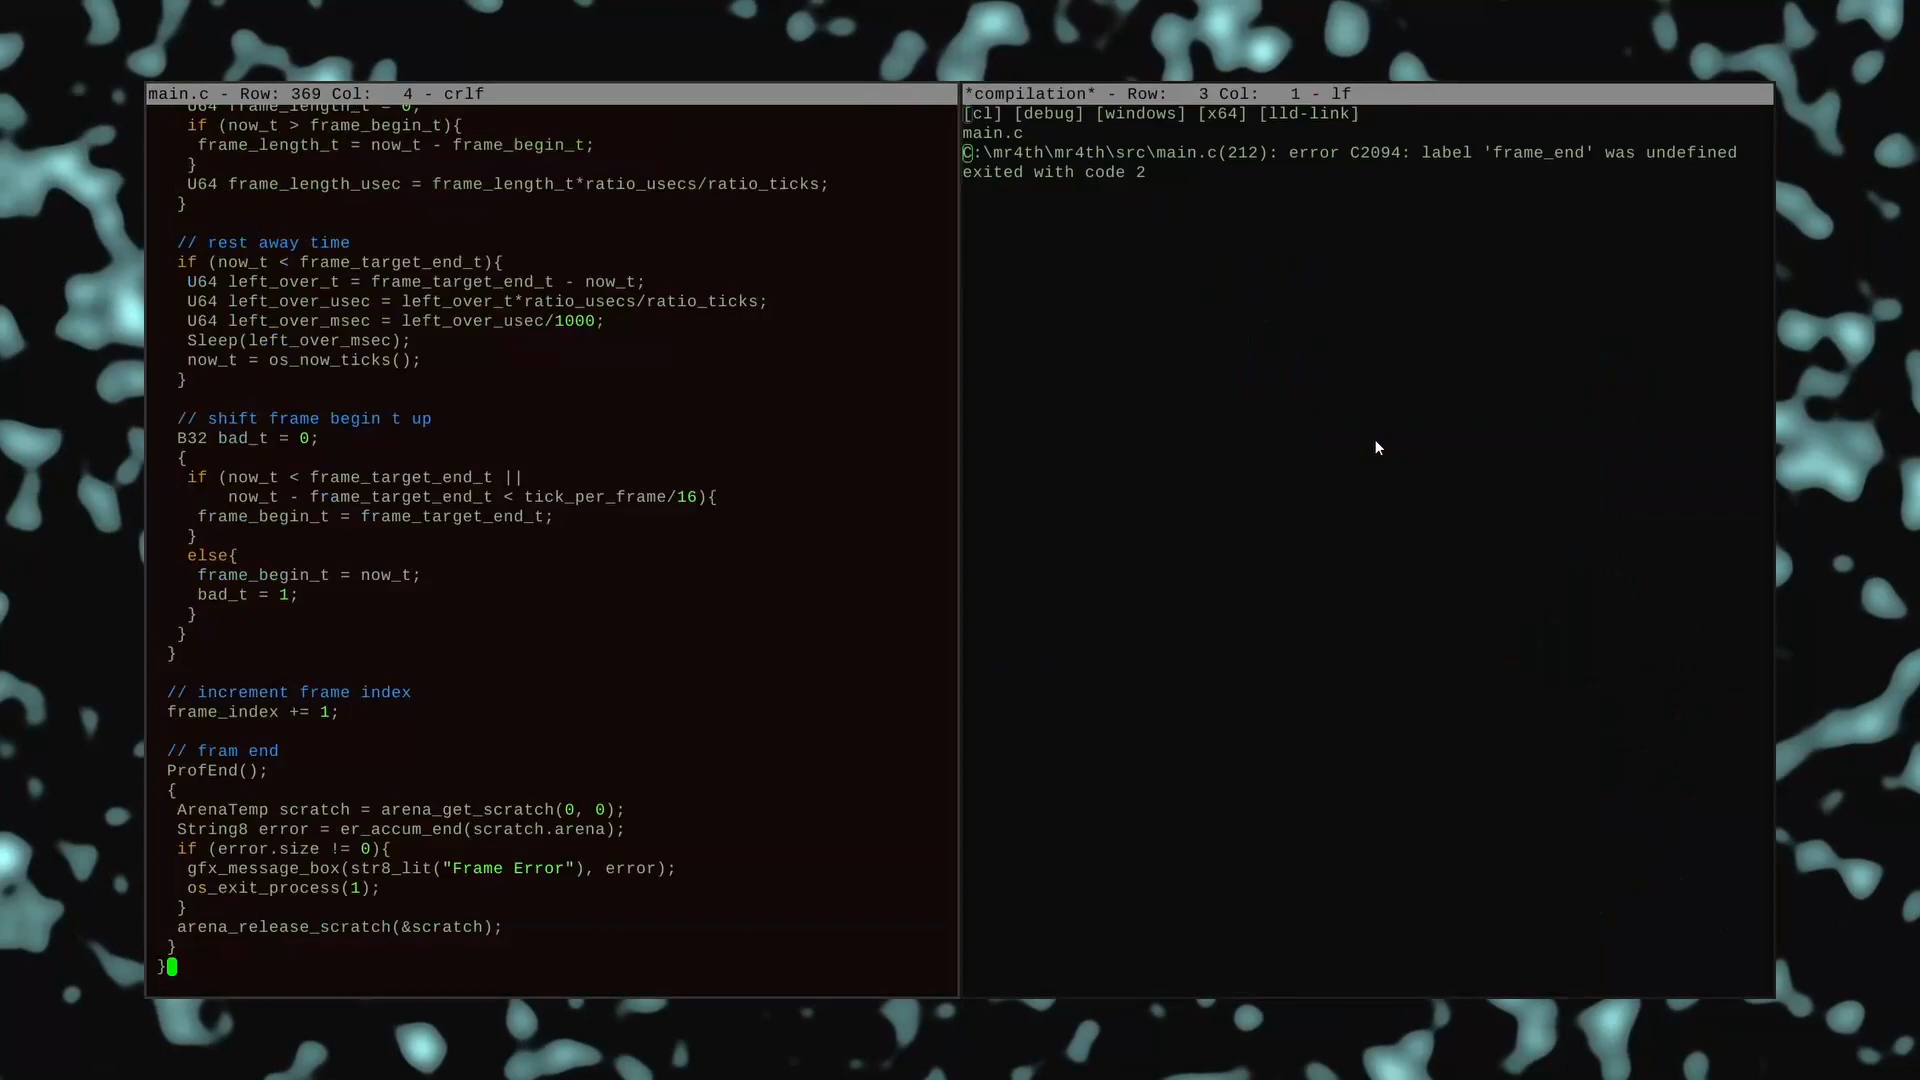 main.c - Row: 369 Col:   4 - crlf
U64 frame_length_t = 0;
if (now_t > frame_begin_t){
frame_length_t = now_t - frame_begin_t;
}
U64 frame_length_usec = frame_length_t*ratio_usecs/ratio_ticks;
}
// rest away time
if (now_t < frame_target_end_t){
U64 left_over_t = frame_target_end_t - now_t;
U64 left_over_usec = left_over_t*ratio_usecs/ratio_ticks;
U64 left_over_msec = left_over_usec/1000;
Sleep(left_over_msec);
now_t = os_now_ticks();
}
// shift frame begin t up
B32 bad_t = 0;
{
if (now_t < frame_target_end_t ||
now_t - frame_target_end_t < tick_per_frame/16){
frame_begin_t = frame_target_end_t;
}
else{
frame_begin_t = now_t;
bad_t = 1;
}
}
}
// increment frame index
frame_index += 1;
// fram end
ProfEnd();
{
ArenaTemp scratch = arena_get_scratch(0, 0);
String8 error = er_accum_end(scratch.arena);
if (error.size != 0){
gfx_message_box(str8_lit("Frame Error"), error);
os_exit_process(1);
}
arena_release_scratch(&scratch);
}
}
*compilation* - Row:   3 Col:   1 - lf
[cl] [debug] [windows] [x64] [lld-link]
main.c
C:\mr4th\mr4th\src\main.c(212): error C2094: label 'frame_end' was undefined
exited with code 2